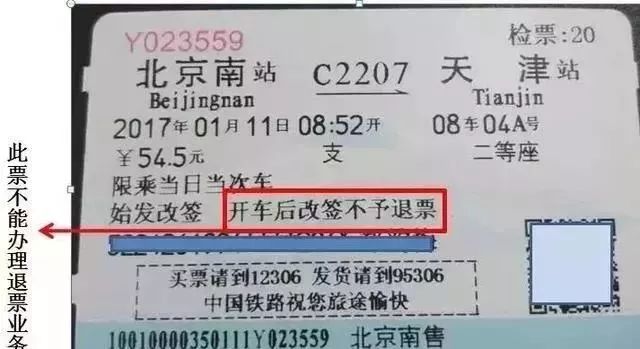 Y023559 检票:20
北京南站 C2207 天津站
Beijingnan Tianjin
2017年01月11日08:52开 08车04A号
¥54.5元 支 二等座
限乘当日当次车
始发改签 开车后改签不予退票
买票请到12306 发货请到95306
中国铁路祝您旅途愉快
10010000350111Y023559 北京南售
此票不能办理退票业务